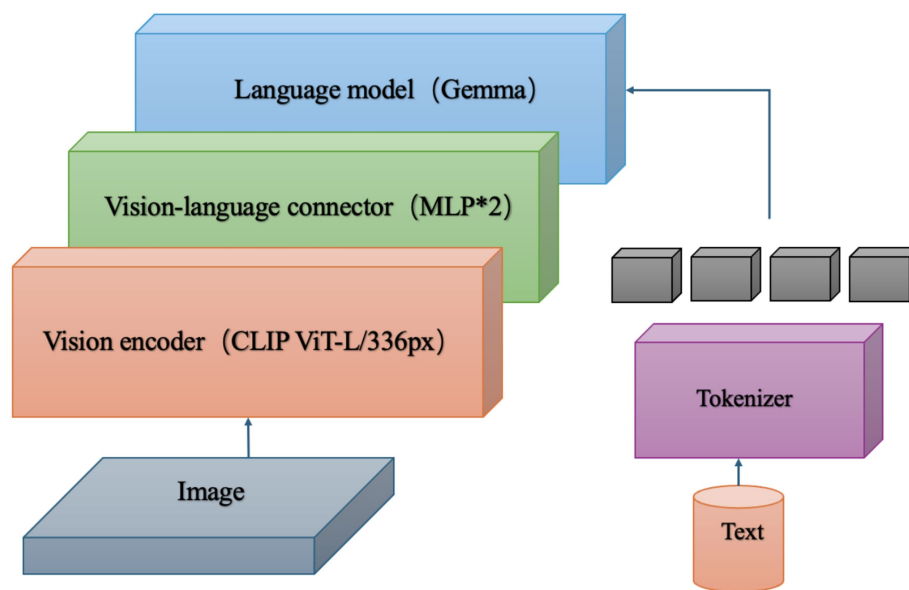 Language model（Gemma）
Vision-language connector（MLP*2）
Vision encoder（CLIP ViT-L/336px）
Tokenizer
Image
Text